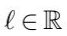 ℓ ∈ ℝ